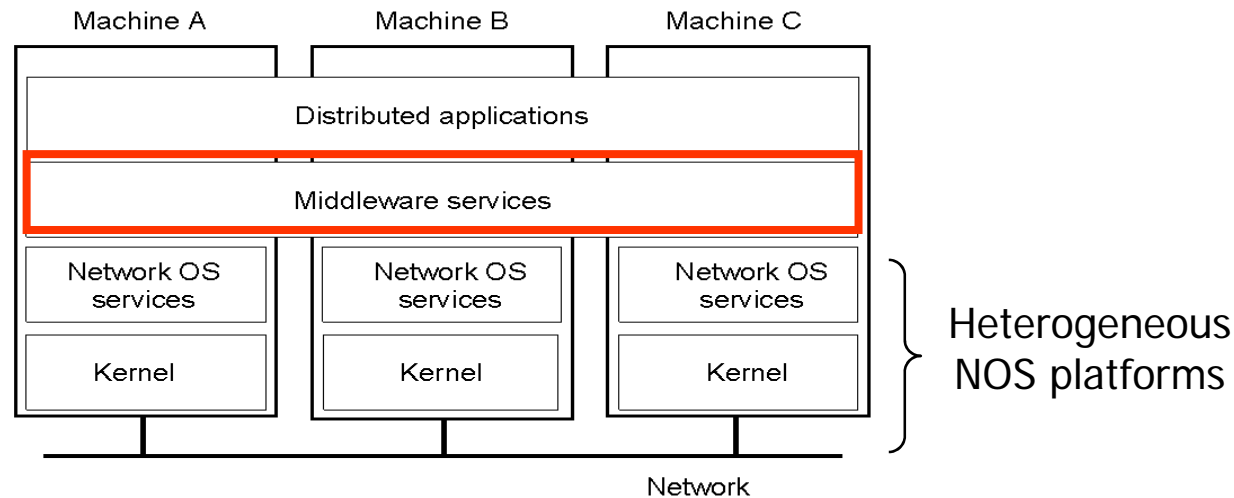 Machine A
Machine B
Machine C
Distributed applications
Middleware services
Network OS
services
Network OS
services
Network OS
services
Kernel
Kernel
Kernel
Heterogeneous
NOS platforms
Network